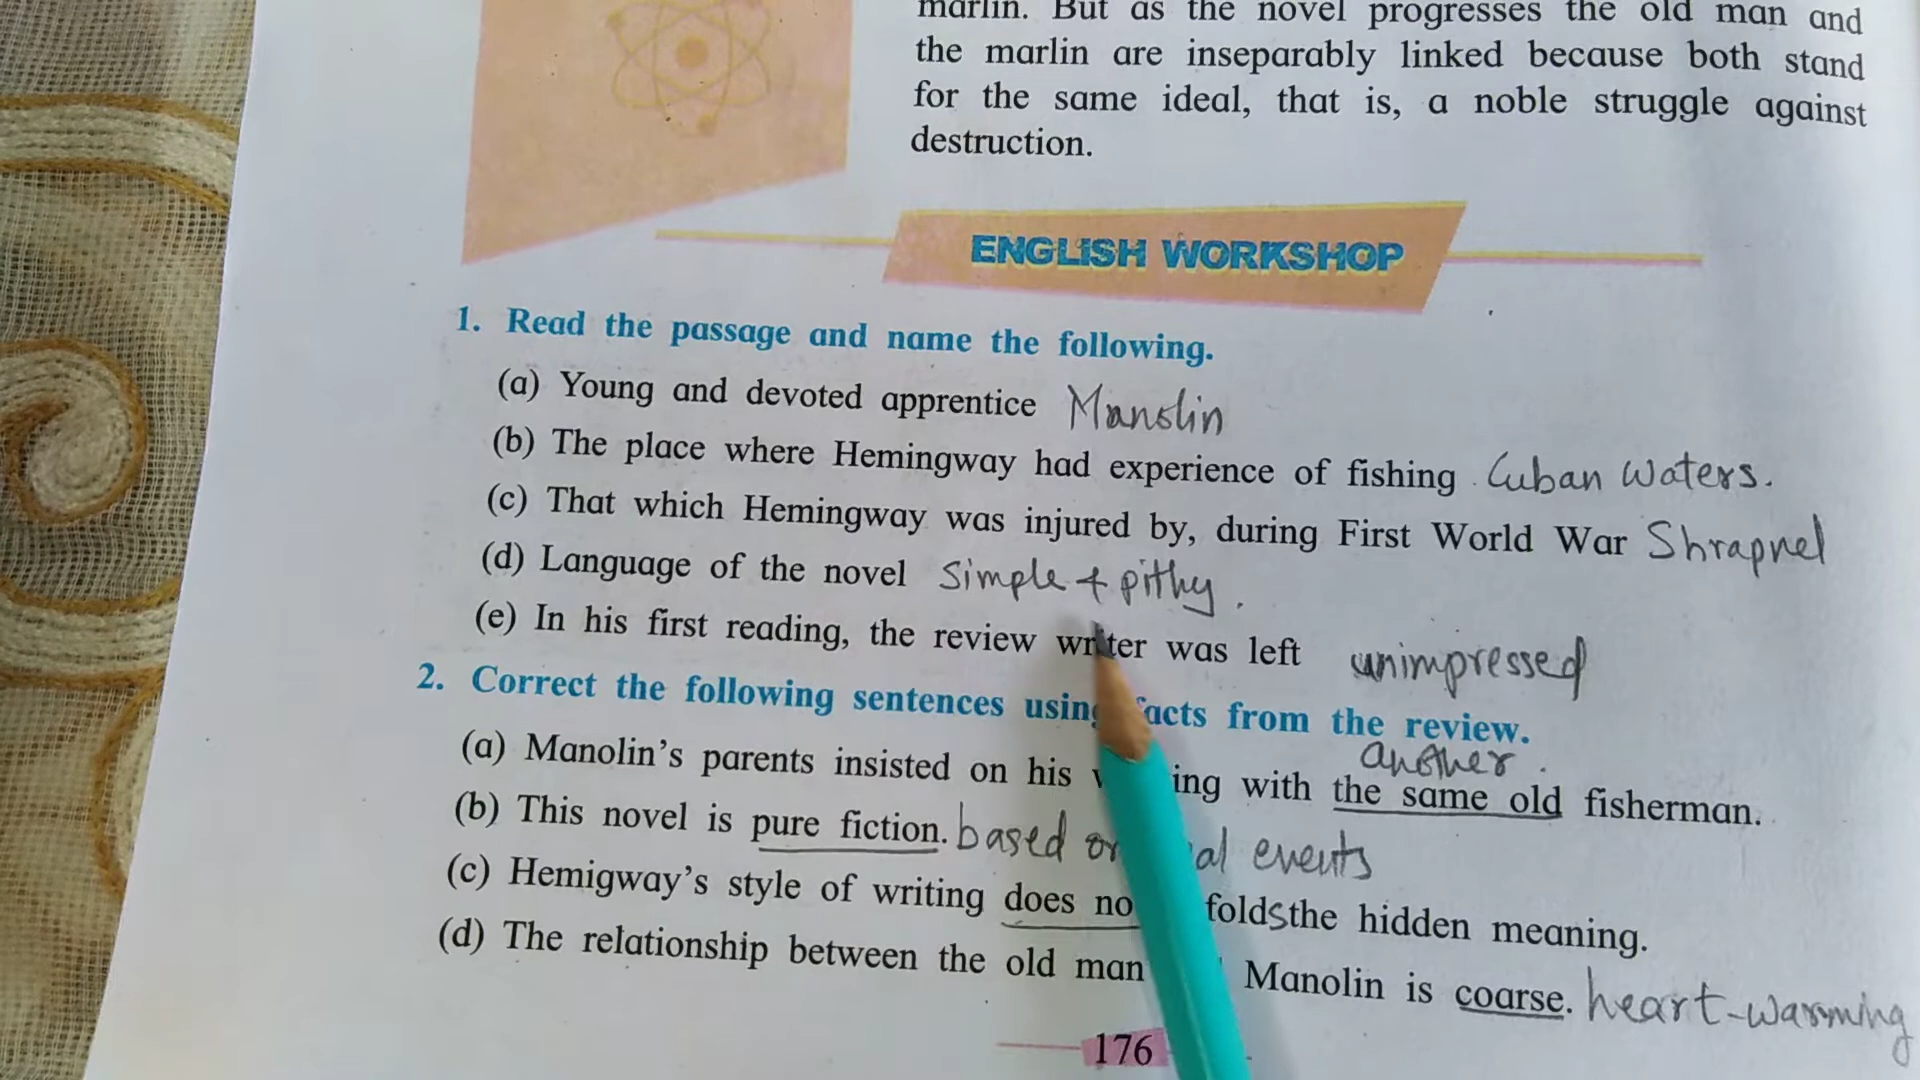 marlin. But as the novel progresses the old man and
the marlin are inseparably linked because both stand
for the same ideal, that is, a noble struggle against
destruction.
ENGLISH WORKSHOP
1. Read the passage and name the following.
(a) Young and devoted apprentice Manolin
(b) The place where Hemingway had experience of fishing Cuban Waters.
(c) That which Hemingway was injured by, during First World War Shrapnel
(d) Language of the novel Simple + pithy.
(e) In his first reading, the review writer was left unimpressed
2. Correct the following sentences using facts from the review.
another
(a) Manolin's parents insisted on his with the same old fisherman.
(b) This novel is pure fiction. based events
(c) Hemigway's style of writing does folds the hidden meaning.
(d) The relationship between the old man Manolin is coarse. heart-warming
176